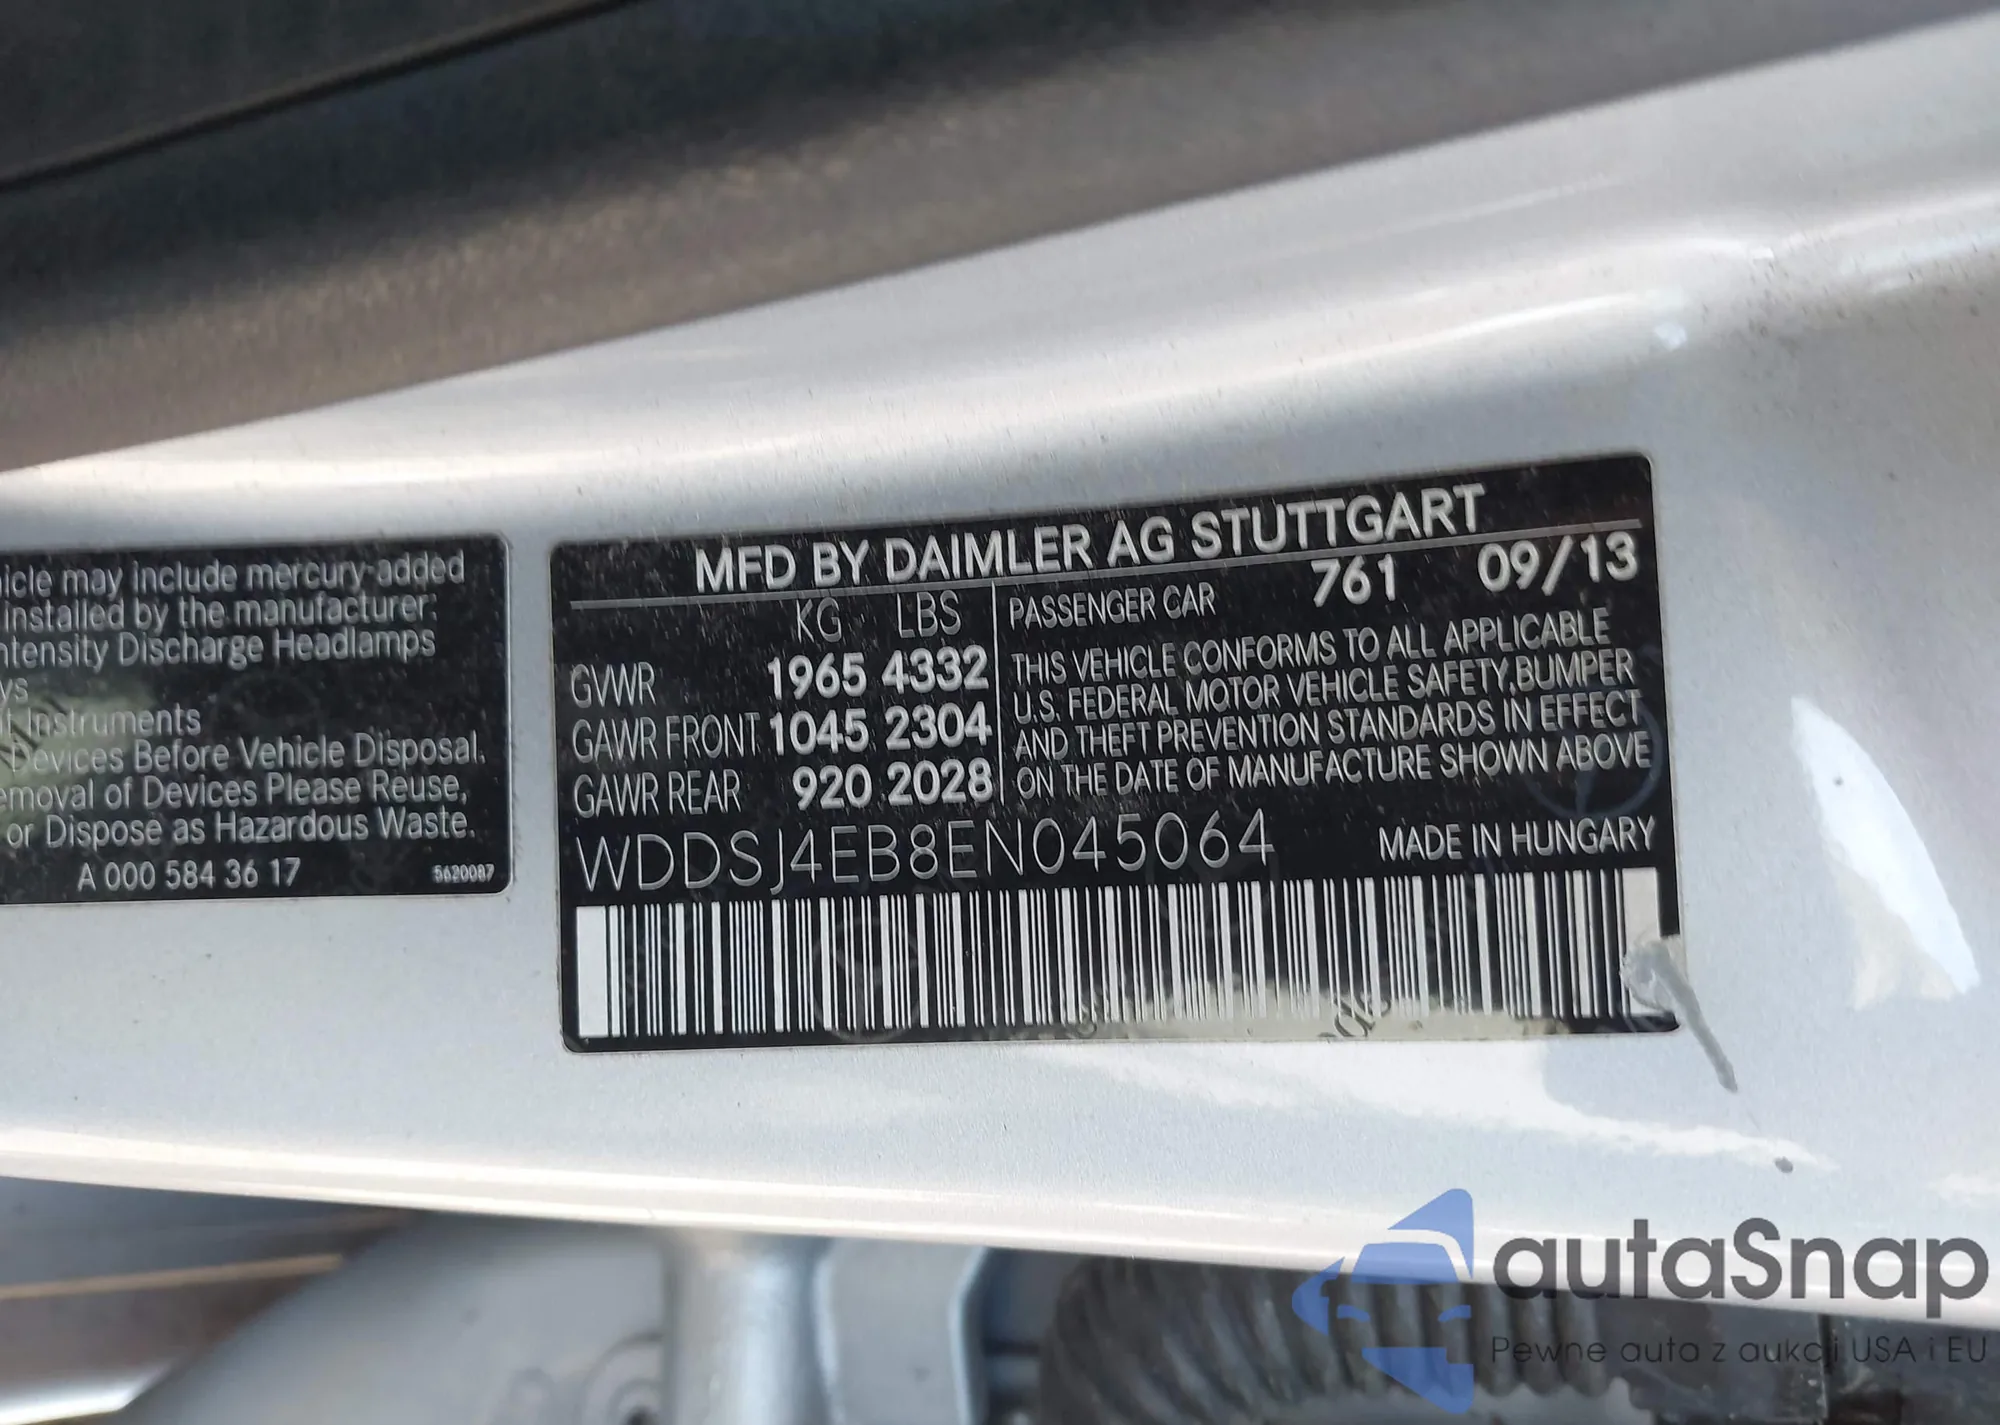 icle may include mercury-added
installed by the manufacturer:
ntensity Discharge Headlamps
ys
t Instruments
Devices Before Vehicle Disposal.
emoval of Devices Please Reuse,
or Dispose as Hazardous Waste.
A 000 584 36 17 5620087
MFD BY DAIMLER AG STUTTGART
KG LBS PASSENGER CAR 761 09/13
GVWR 1965 4332
GAWR FRONT 1045 2304
GAWR REAR 920 2028
THIS VEHICLE CONFORMS TO ALL APPLICABLE
U.S. FEDERAL MOTOR VEHICLE SAFETY,BUMPER
AND THEFT PREVENTION STANDARDS IN EFFECT
ON THE DATE OF MANUFACTURE SHOWN ABOVE
WDDSJ4EB8EN045064 MADE IN HUNGARY
autaSnap
Pewne auta z aukcji USA i EU